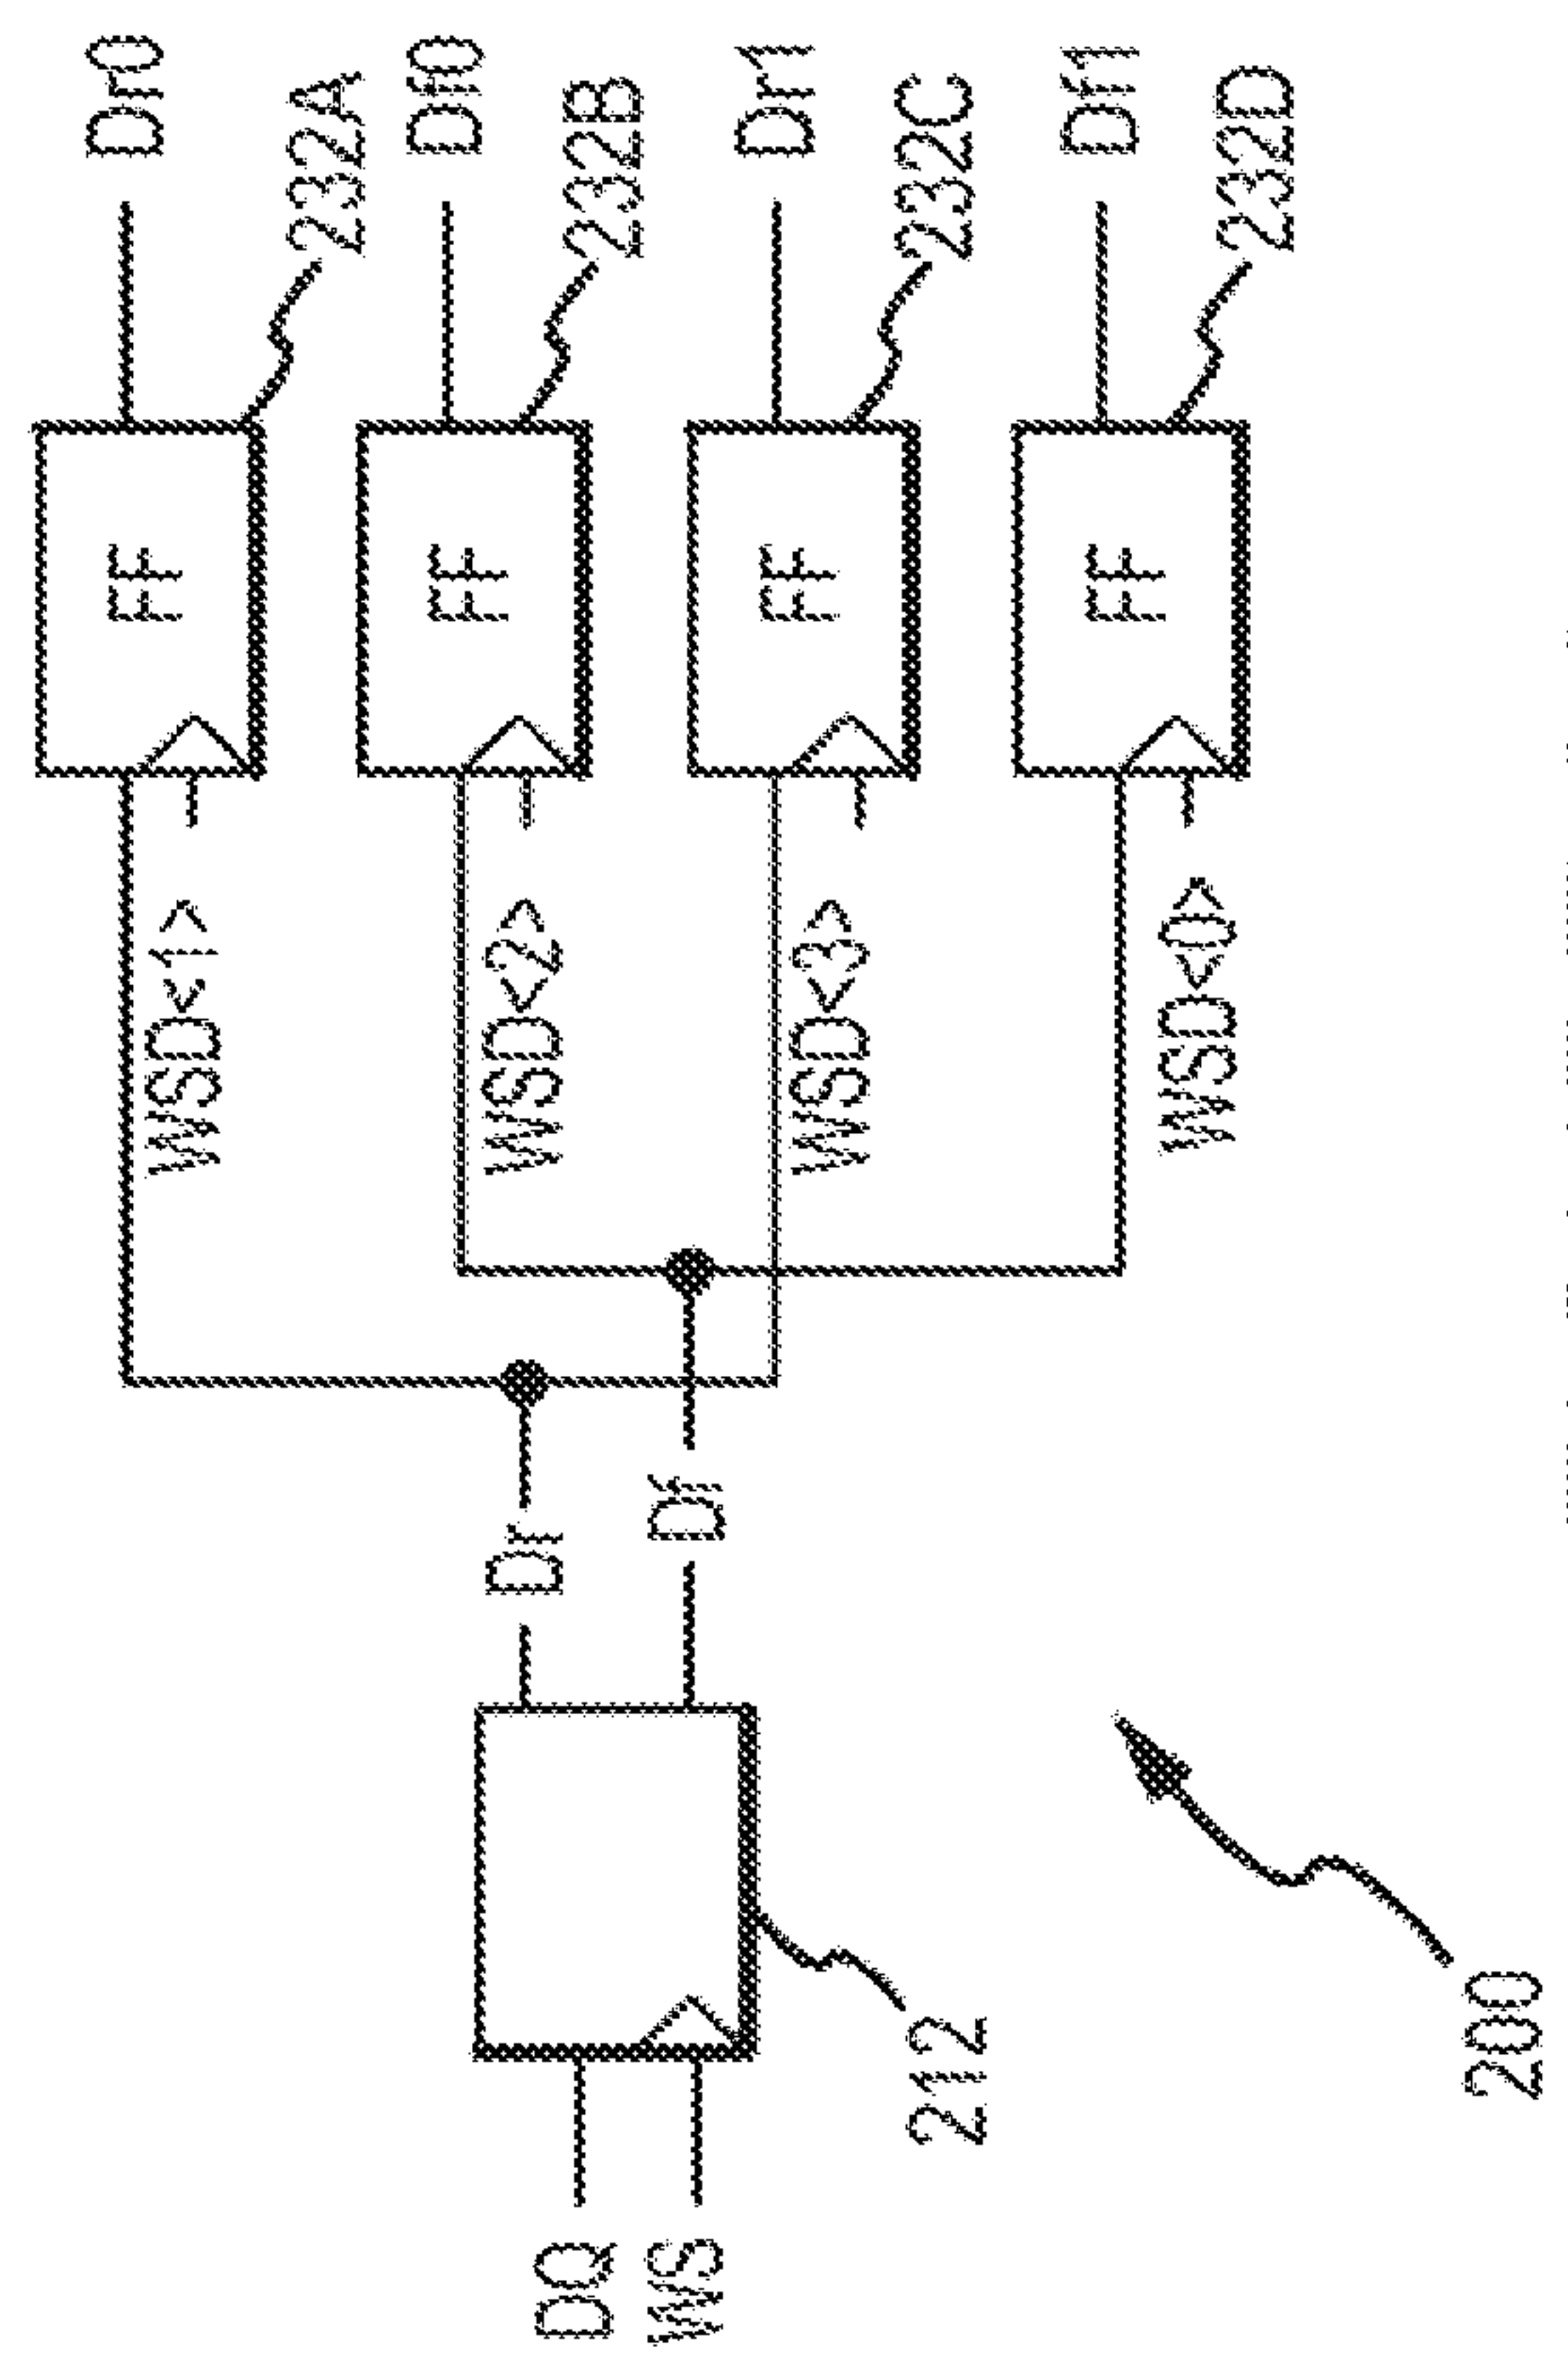 Dr0
FF
232A
WSD<1>
Df0
FF
232B
WSD<2>
Dr1
FF
232C
WSD<3>
Df1
FF
232D
WSD<0>
Dr
Df
DQ
WS
212
200